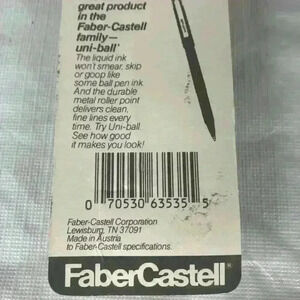 great product
in the
Faber-Castell
family—
uni-ball®
The liquid ink
won't smear, skip
or goop like
some ball pen ink
And the durable
metal roller point
delivers clean,
fine lines every
time. Try Uni-ball.
See how good
it makes you look!
0 70530 63535 5
Faber-Castell Corporation
Lewisburg, TN 37091
Made in Austria
to Faber-Castell specifications.
FaberCastell®